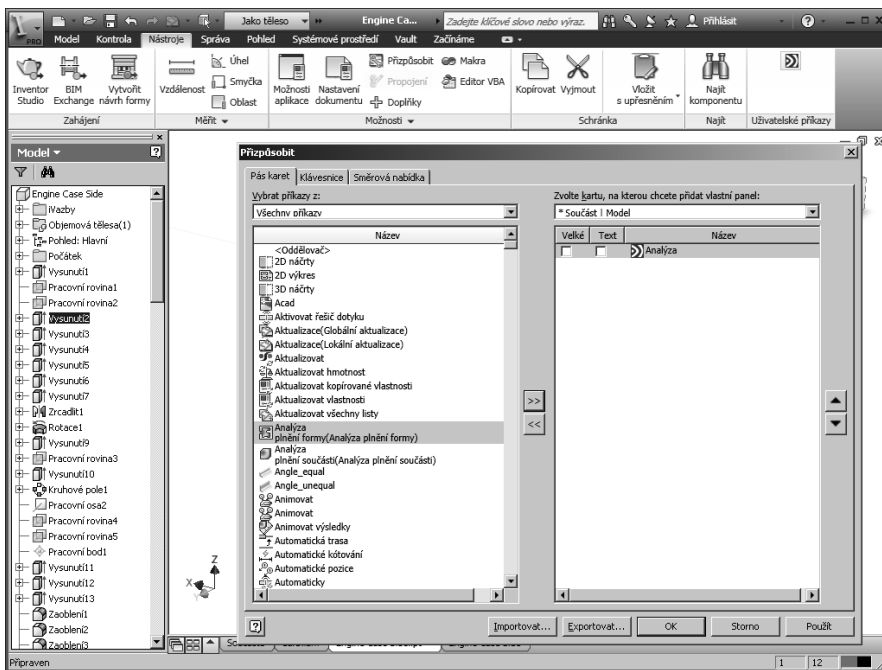 PRO
Jako těleso
Engine Ca...
Zadejte klíčové slovo nebo výraz.
Přihlásit
Model Kontrola Nástroje Správa Pohled Systémové prostředí Vault Začínáme
Inventor Studio
BIM Exchange
Vytvořit návrh formy
Zahájení
Vzdálenost
Úhel
Smyčka
Oblast
Měřit
Možnosti aplikace
Nastavení dokumentu
Přizpůsobit
Propojení
Doplňky
Makra
Editor VBA
Možnosti
Kopírovat
Vyjmout
Vložit s upřesněním
Schránka
Najít komponentu
Najít
Uživatelské příkazy
Model
Engine Case Side
iVazby
Objemová tělesa(1)
Pohled: Hlavní
Počátek
Vysunutí1
Pracovní rovina1
Pracovní rovina2
Vysunutí2
Vysunutí3
Vysunutí4
Vysunutí5
Vysunutí6
Vysunutí7
Zrcadlit1
Rotace1
Vysunutí9
Pracovní rovina3
Vysunutí10
Kruhové pole1
Pracovní osa2
Pracovní rovina4
Pracovní rovina5
Pracovní bod1
Vysunutí11
Vysunutí12
Vysunutí13
Zaoblení1
Zaoblení2
Zaoblení3
Připraven
Z
X
Y
Přizpůsobit
Pás karet Klávesnice Směrová nabídka
Vybrat příkazy z:
Všechny příkazy
Název
<Oddělovač>
2D náčrty
2D výkres
3D náčrty
Acad
Aktivovat řešič dotyku
Aktualizace(Globální aktualizace)
Aktualizace(Lokální aktualizace)
Aktualizovat
Aktualizovat hmotnost
Aktualizovat kopírované vlastnosti
Aktualizovat vlastnosti
Aktualizovat všechny listy
Analýza
plnění formy(Analýza plnění formy)
Analýza
plnění součásti(Analýza plnění součásti)
Angle_equal
Angle_unequal
Animovat
Animovat
Animovat výsledky
Automatická trasa
Automatické kótování
Automatické pozice
Automaticky
>>
<<
Zvolte kartu, na kterou chcete přidat vlastní panel:
* Součást | Model
Velké Text Název
Analýza
Importovat... Exportovat... OK Storno Použít
1 12